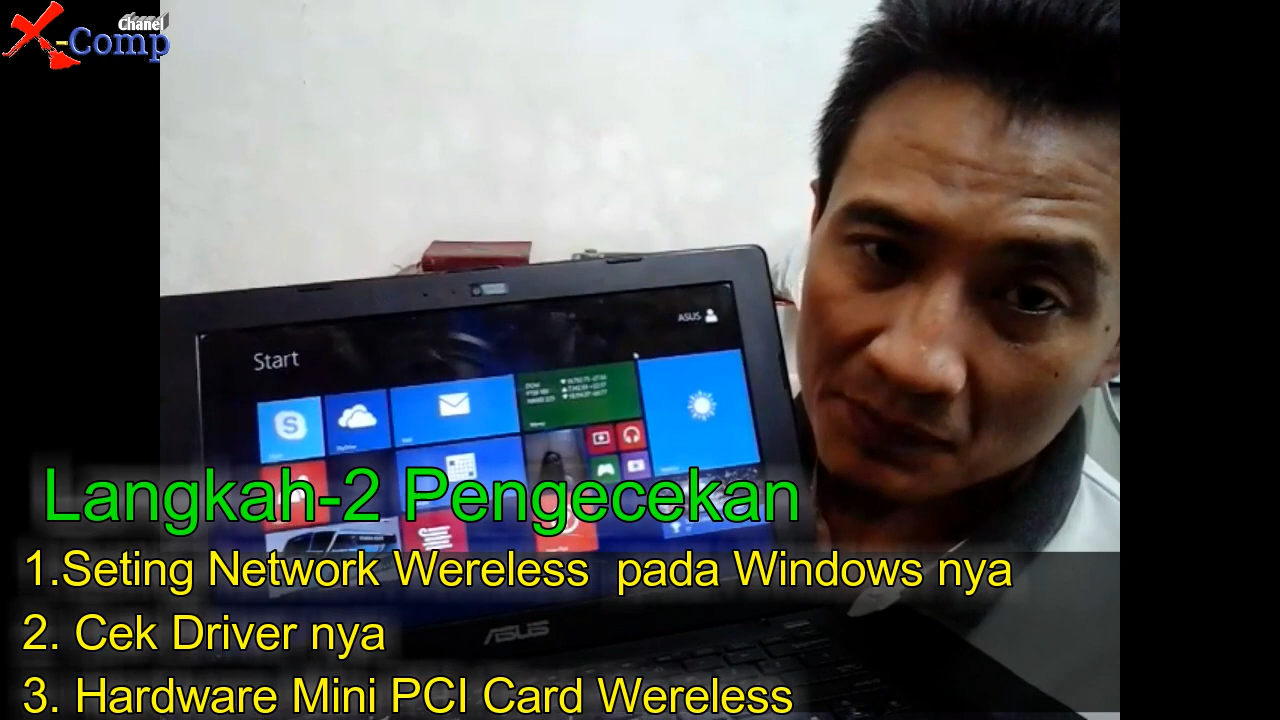 Chanel
X-Comp
ASUS
Start
Langkah-2 Pengecekan
1.Seting Network Wereless pada Windows nya
2. Cek Driver nya
ASUS
3. Hardware Mini PCI Card Wereless